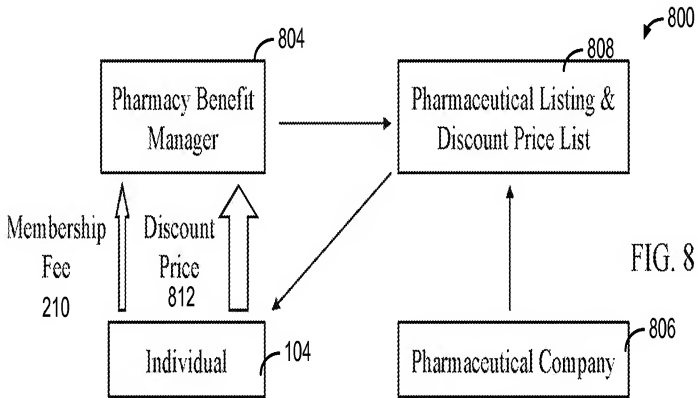 800
804
Pharmacy Benefit
Manager
808
Pharmaceutical Listing &
Discount Price List
Membership
Fee
210
Discount
Price
812
FIG. 8
Individual
104
Pharmaceutical Company
806